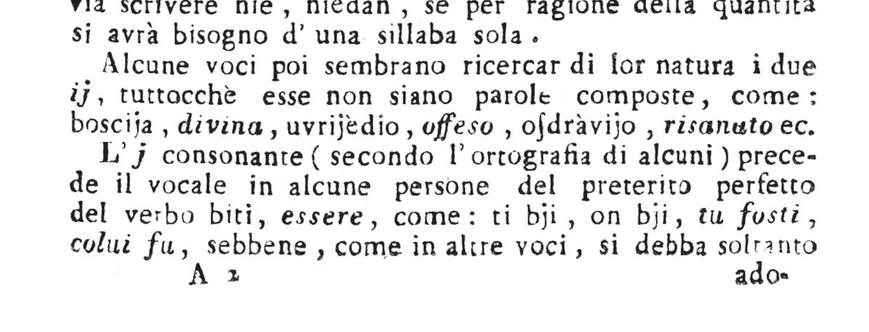 via scrivere nie, niedan, se per ragione della quantità
si avrà bisogno d' una sillaba sola.
Alcune voci poi sembrano ricercar di lor natura i due
ij, tuttocchè esse non siano parole composte, come:
boscija, divina, uvrijèdio, offeso, oſdràvijo, risanato ec.
L' j consonante (secondo l' ortografia di alcuni) prece-
de il vocale in alcune persone del preterito perfetto
del verbo biti, essere, come: ti bji, on bji, tu fosti,
colui fu, sebbene, come in altre voci, si debba soltanto
A 2 ado-